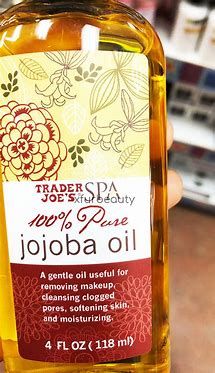 TRADER
JOE'S SPA
xfurbeauty
100% Pure
jojoba oil
A gentle oil useful for
removing makeup,
cleansing clogged
pores, softening skin,
and moisturizing.
4 FL OZ (118 ml)